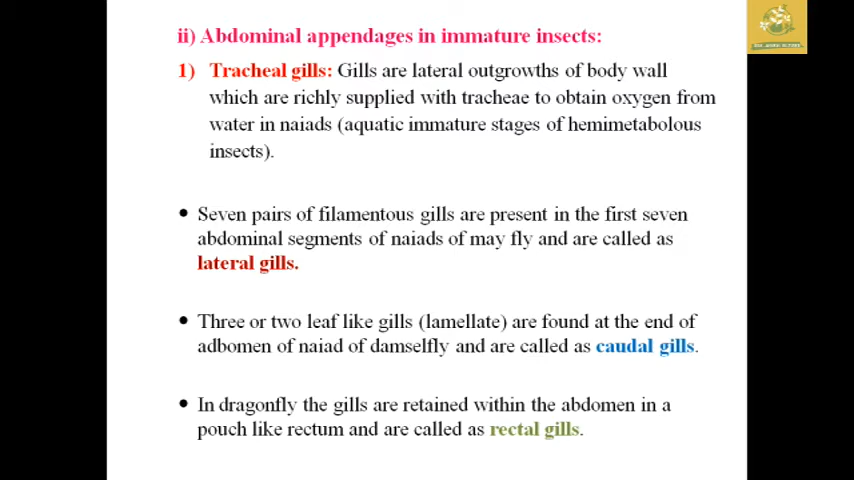 ii) Abdominal appendages in immature insects:
1) Tracheal gills: Gills are lateral outgrowths of body wall
which are richly supplied with tracheae to obtain oxygen from
water in naiads (aquatic immature stages of hemimetabolous
insects).
• Seven pairs of filamentous gills are present in the first seven
abdominal segments of naiads of may fly and are called as
lateral gills.
• Three or two leaf like gills (lamellate) are found at the end of
adbomen of naiad of damselfly and are called as caudal gills.
• In dragonfly the gills are retained within the abdomen in a
pouch like rectum and are called as rectal gills.